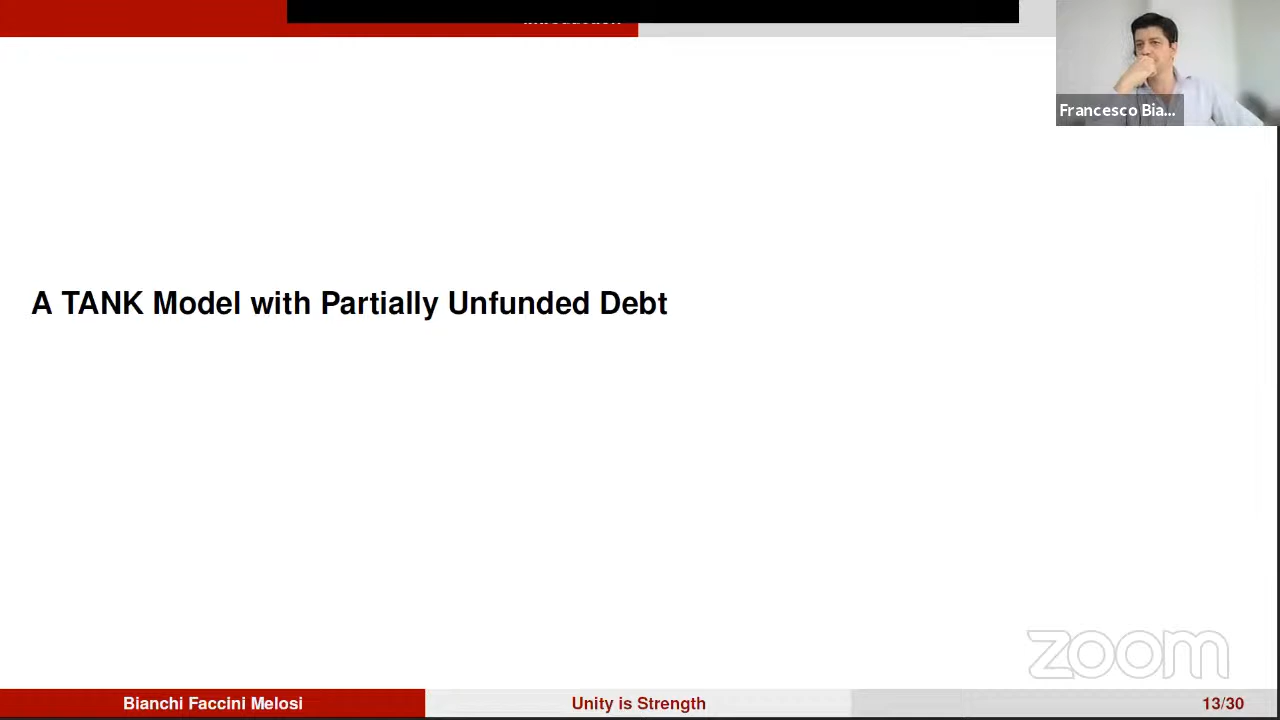 Francesco Bia...
A TANK Model with Partially Unfunded Debt
zoom
Bianchi Faccini Melosi
Unity is Strength
13/30